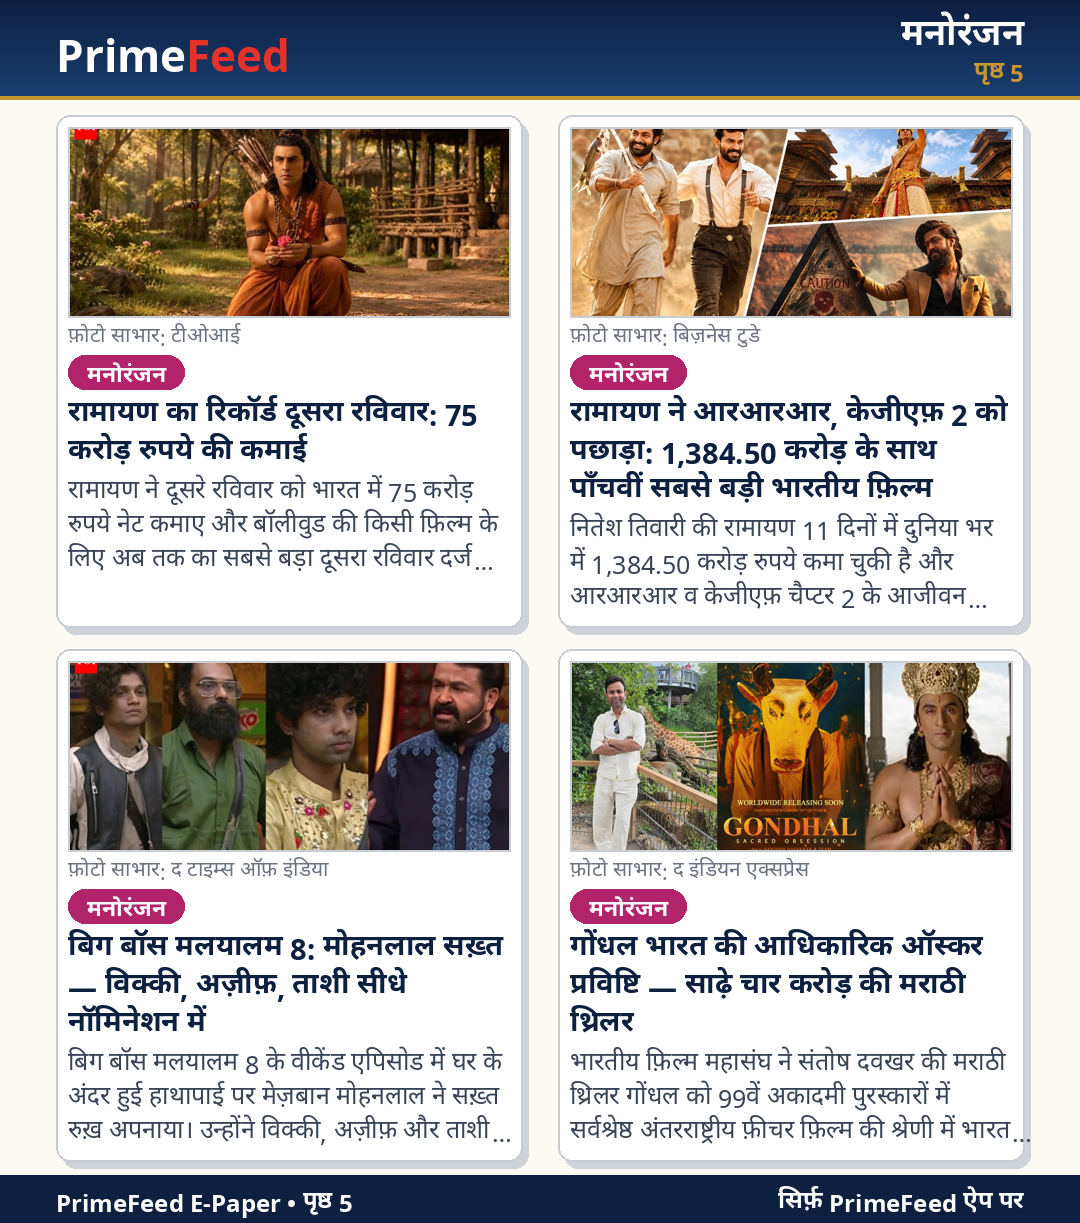 PrimeFeed
मनोरंजन
पृष्ठ 5
फ़ोटो साभार: टीओआई
मनोरंजन
रामायण का रिकॉर्ड दूसरा रविवार: 75
करोड़ रुपये की कमाई
रामायण ने दूसरे रविवार को भारत में 75 करोड़
रुपये नेट कमाए और बॉलीवुड की किसी फ़िल्म के
लिए अब तक का सबसे बड़ा दूसरा रविवार दर्ज...
CAUTION
फ़ोटो साभार: बिज़नेस टुडे
मनोरंजन
रामायण ने आरआरआर, केजीएफ़ 2 को
पछाड़ा: 1,384.50 करोड़ के साथ
पाँचवीं सबसे बड़ी भारतीय फ़िल्म
नितेश तिवारी की रामायण 11 दिनों में दुनिया भर
में 1,384.50 करोड़ रुपये कमा चुकी है और
आरआरआर व केजीएफ़ चैप्टर 2 के आजीवन...
फ़ोटो साभार: द टाइम्स ऑफ़ इंडिया
मनोरंजन
बिग बॉस मलयालम 8: मोहनलाल सख़्त
— विक्की, अज़ीफ़, ताशी सीधे
नॉमिनेशन में
बिग बॉस मलयालम 8 के वीकेंड एपिसोड में घर के
अंदर हुई हाथापाई पर मेज़बान मोहनलाल ने सख़्त
रुख़ अपनाया। उन्होंने विक्की, अज़ीफ़ और ताशी...
WORLDWIDE RELEASING SOON
GONDHAL
SACRED OBSESSION
फ़ोटो साभार: द इंडियन एक्सप्रेस
मनोरंजन
गोंधल भारत की आधिकारिक ऑस्कर
प्रविष्टि — साढ़े चार करोड़ की मराठी
थ्रिलर
भारतीय फ़िल्म महासंघ ने संतोष दवखर की मराठी
थ्रिलर गोंधल को 99वें अकादमी पुरस्कारों में
सर्वश्रेष्ठ अंतरराष्ट्रीय फ़ीचर फ़िल्म की श्रेणी में भारत...
PrimeFeed E-Paper • पृष्ठ 5
सिर्फ़ PrimeFeed ऐप पर